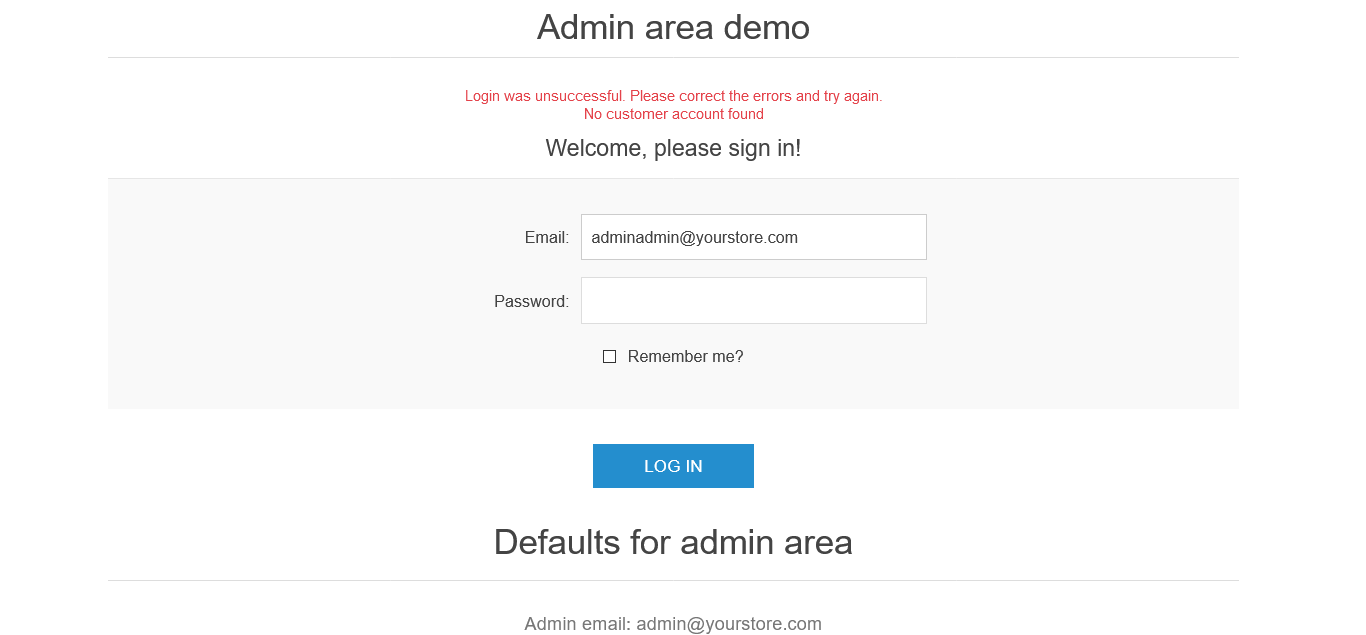 Admin area demo
Login was unsuccessful. Please correct the errors and try again.
No customer account found
Welcome, please sign in!
Email: adminadmin@yourstore.com
Password:
Remember me?
LOG IN
Defaults for admin area
Admin email: admin@yourstore.com